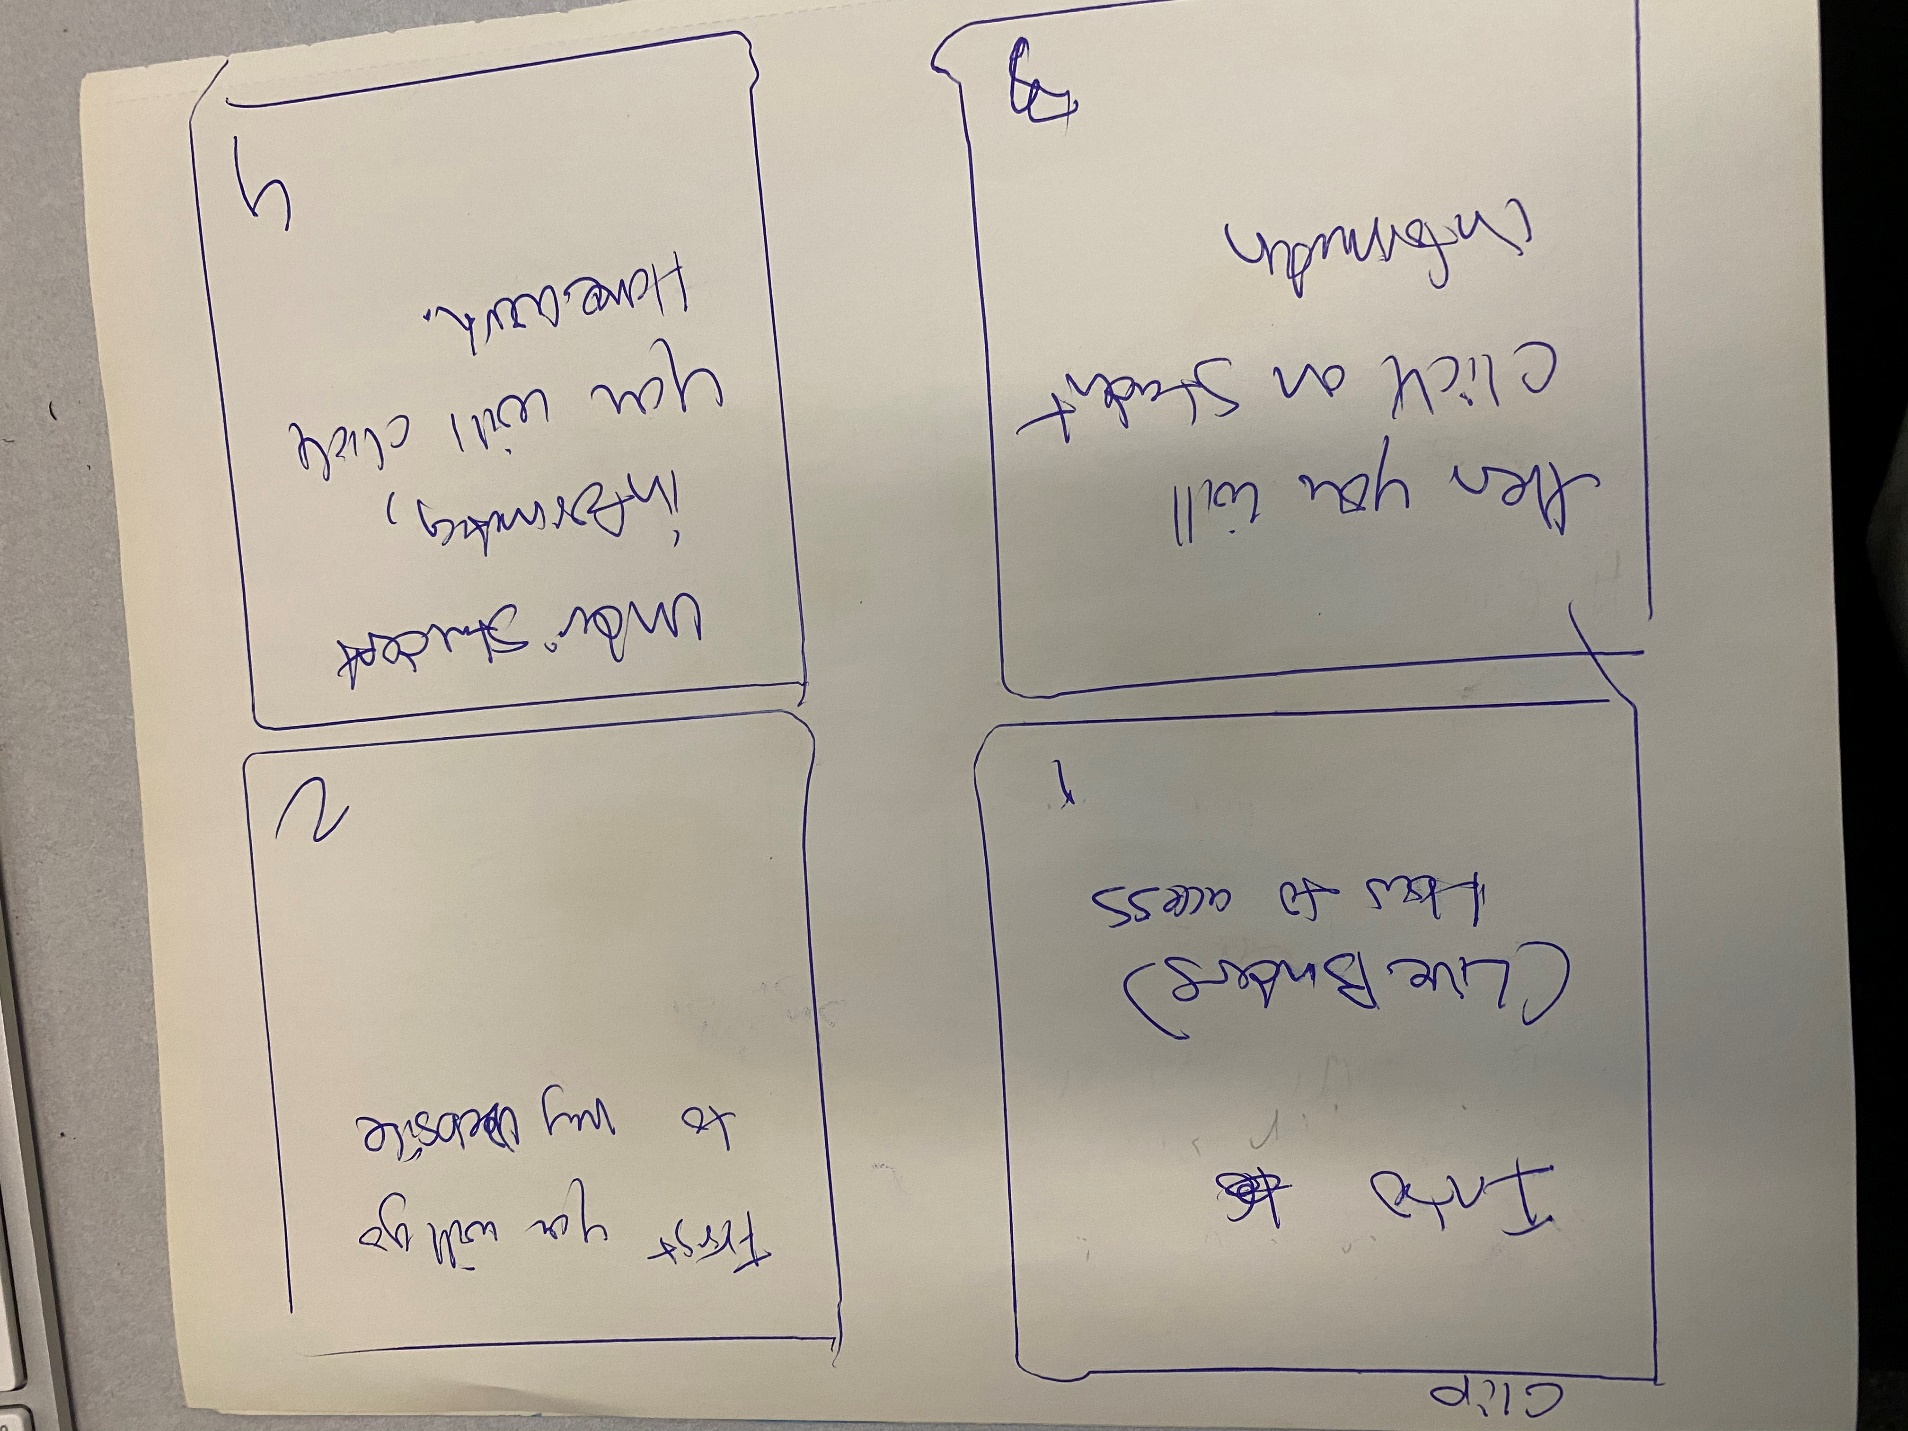 Clip
Intro
(Live Binders)
How to access
1
First you will go
to my website
2
then you will
click on Student
information
3
under Student
information,
you will click
Homework.
4